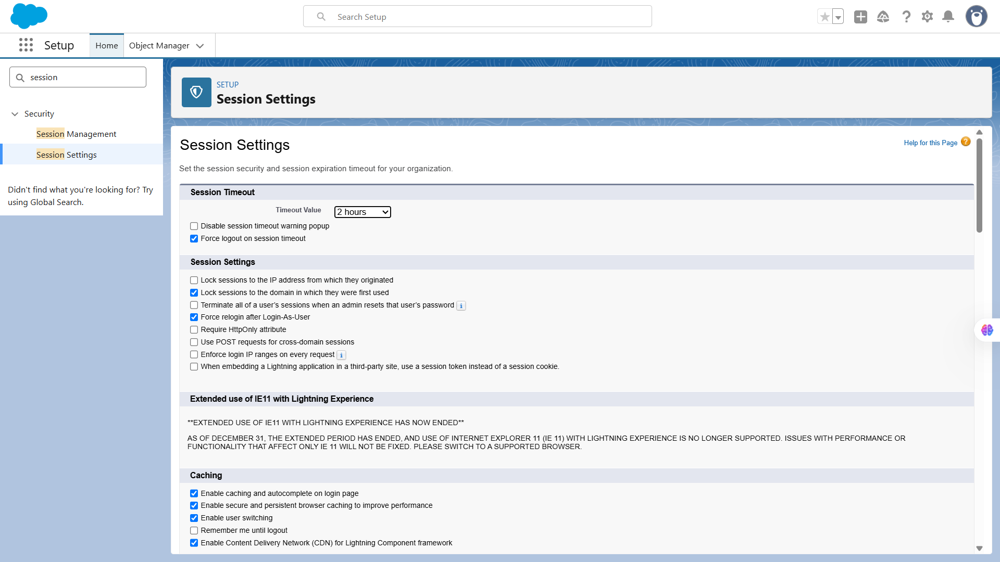 Search Setup
Setup
Home
Object Manager
session
Security
Session Management
Session Settings
Didn't find what you're looking for? Try
using Global Search.
SETUP
Session Settings
Session Settings
Help for this Page
Set the session security and session expiration timeout for your organization.
Session Timeout
Timeout Value
2 hours
Disable session timeout warning popup
Force logout on session timeout
Session Settings
Lock sessions to the IP address from which they originated
Lock sessions to the domain in which they were first used
Terminate all of a user’s sessions when an admin resets that user’s password
Force relogin after Login-As-User
Require HttpOnly attribute
Use POST requests for cross-domain sessions
Enforce login IP ranges on every request
When embedding a Lightning application in a third-party site, use a session token instead of a session cookie.
Extended use of IE11 with Lightning Experience
**EXTENDED USE OF IE11 WITH LIGHTNING EXPERIENCE HAS NOW ENDED**
AS OF DECEMBER 31, THE EXTENDED PERIOD HAS ENDED, AND USE OF INTERNET EXPLORER 11 (IE 11) WITH LIGHTNING EXPERIENCE IS NO LONGER SUPPORTED. ISSUES WITH PERFORMANCE OR
FUNCTIONALITY THAT AFFECT ONLY IE 11 WILL NOT BE FIXED. PLEASE SWITCH TO A SUPPORTED BROWSER.
Caching
Enable caching and autocomplete on login page
Enable secure and persistent browser caching to improve performance
Enable user switching
Remember me until logout
Enable Content Delivery Network (CDN) for Lightning Component framework